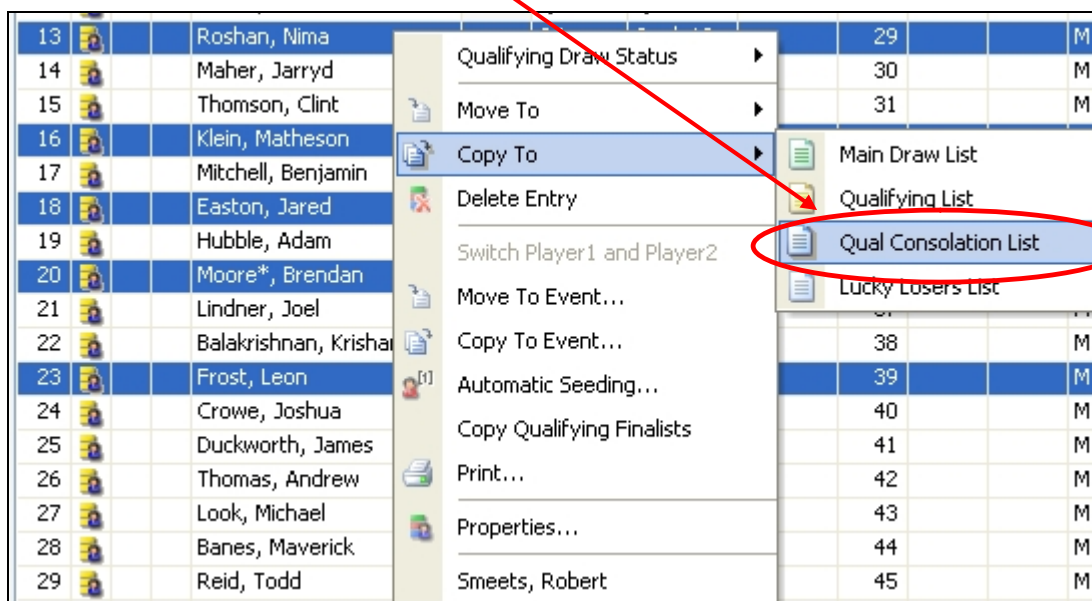 13 Roshan, Nima 29 M
Qualifying Draw Status
14 Maher, Jarryd 30 M
15 Thomson, Clint 31 M
Move To
16 Klein, Matheson
Copy To
Main Draw List
17 Mitchell, Benjamin
18 Easton, Jared
Delete Entry
Qualifying List
19 Hubble, Adam
Switch Player1 and Player2
Qual Consolation List
20 Moore*, Brendan
Move To Event...
Lucky Losers List
21 Lindner, Joel
22 Balakrishnan, Krishan 38 M
Copy To Event...
23 Frost, Leon 39 M
[1] Automatic Seeding...
24 Crowe, Joshua 40 M
Copy Qualifying Finalists
25 Duckworth, James 41 M
26 Thomas, Andrew 42 M
Print...
27 Look, Michael 43 M
Properties...
28 Banes, Maverick 44 M
29 Reid, Todd 45 M
Smeets, Robert